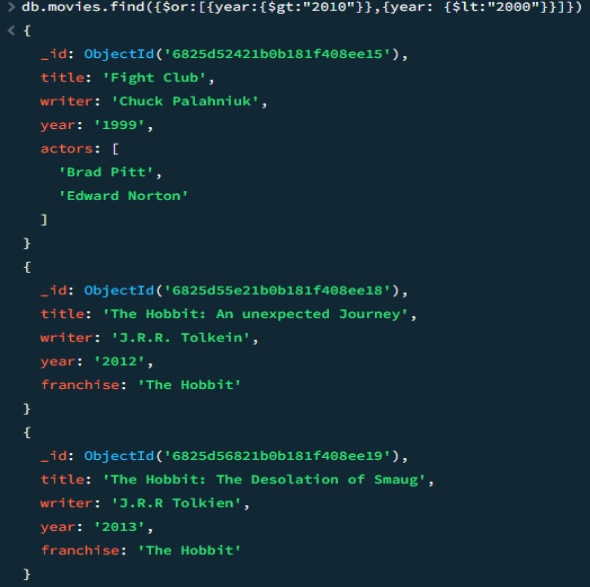 > db.movies.find({$or:[{year:{$gt:"2010"}},{year: {$lt:"2000"}}]})
< {
_id: ObjectId('6825d52421b0b181f408ee15'),
title: 'Fight Club',
writer: 'Chuck Palahniuk',
year: '1999',
actors: [
'Brad Pitt',
'Edward Norton'
]
}
{
_id: ObjectId('6825d55e21b0b181f408ee18'),
title: 'The Hobbit: An unexpected Journey',
writer: 'J.R.R. Tolkein',
year: '2012',
franchise: 'The Hobbit'
}
{
_id: ObjectId('6825d56821b0b181f408ee19'),
title: 'The Hobbit: The Desolation of Smaug',
writer: 'J.R.R Tolkien',
year: '2013',
franchise: 'The Hobbit'
}